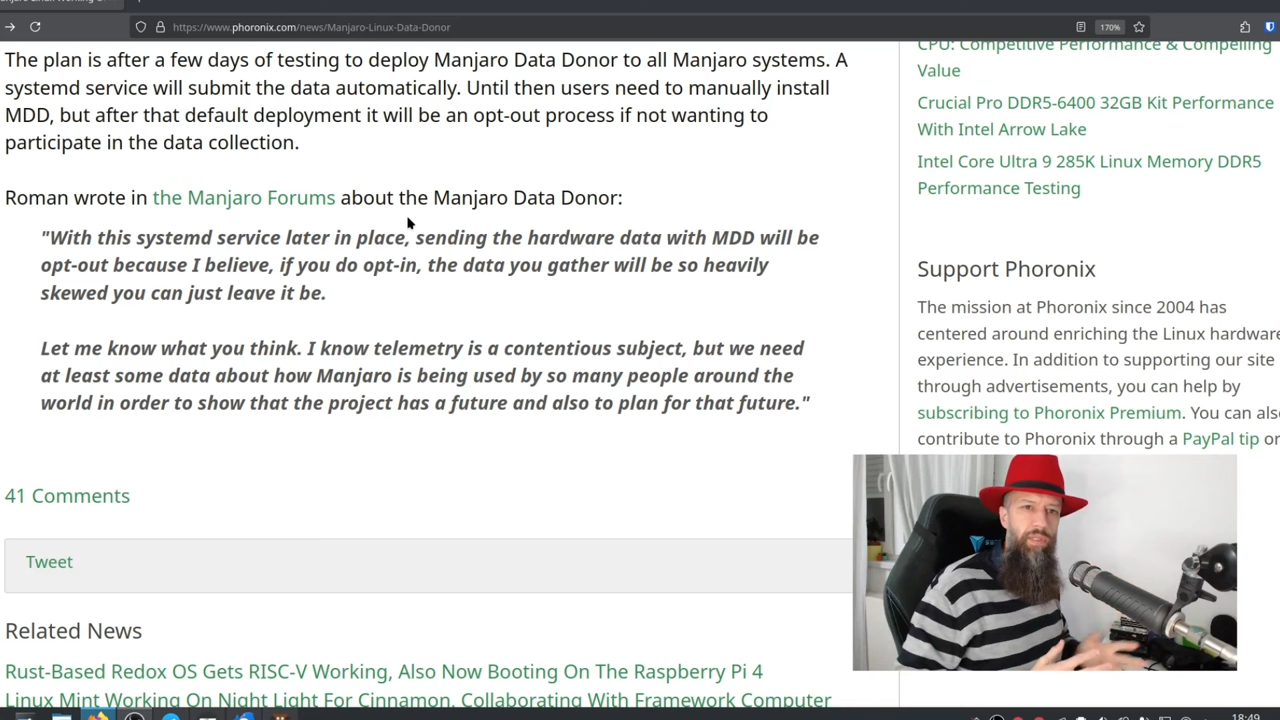 https://www.phoronix.com/news/Manjaro-Linux-Data-Donor
170%
The plan is after a few days of testing to deploy Manjaro Data Donor to all Manjaro systems. A
systemd service will submit the data automatically. Until then users need to manually install
MDD, but after that default deployment it will be an opt-out process if not wanting to
participate in the data collection.
Roman wrote in the Manjaro Forums about the Manjaro Data Donor:
"With this systemd service later in place, sending the hardware data with MDD will be
opt-out because I believe, if you do opt-in, the data you gather will be so heavily
skewed you can just leave it be.
Let me know what you think. I know telemetry is a contentious subject, but we need
at least some data about how Manjaro is being used by so many people around the
world in order to show that the project has a future and also to plan for that future."
41 Comments
Tweet
Related News
Rust-Based Redox OS Gets RISC-V Working, Also Now Booting On The Raspberry Pi 4
Linux Mint Working On Night Light For Cinnamon, Collaborating With Framework Computer
CPU: Competitive Performance & Compelling
Value
Crucial Pro DDR5-6400 32GB Kit Performance
With Intel Arrow Lake
Intel Core Ultra 9 285K Linux Memory DDR5
Performance Testing
Support Phoronix
The mission at Phoronix since 2004 has
centered around enriching the Linux hardware
experience. In addition to supporting our site
through advertisements, you can help by
subscribing to Phoronix Premium. You can also
contribute to Phoronix through a PayPal tip or
18:49